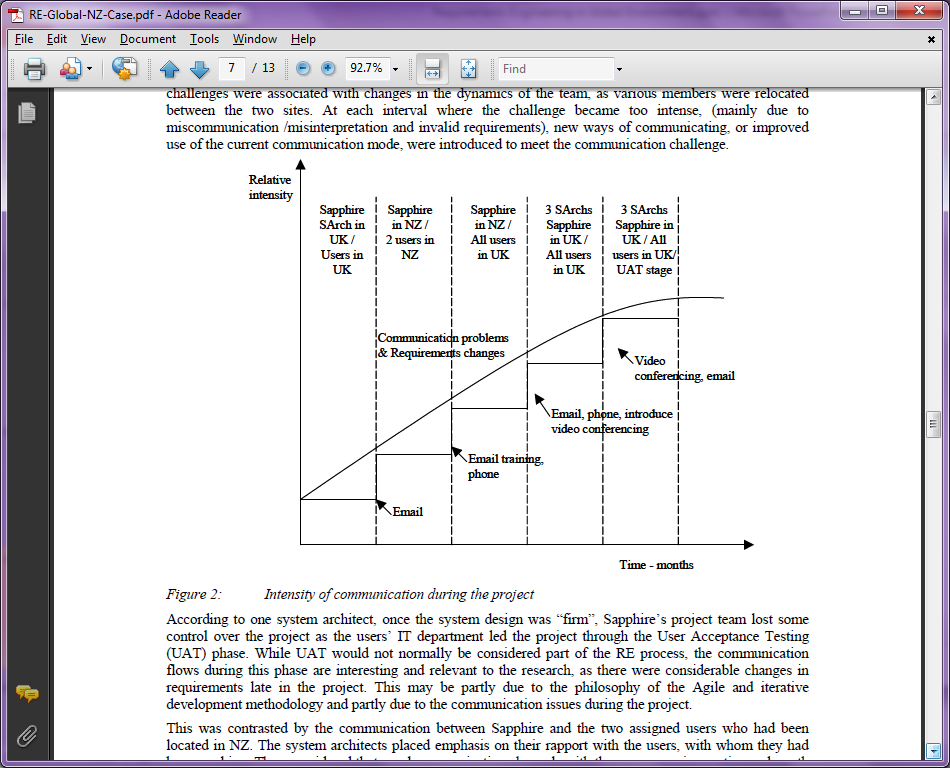 RE-Global-NZ-Case.pdf - Adobe Reader
File Edit View Document Tools Window Help
7 / 13 92.7% Find
challenges were associated with changes in the dynamics of the team, as various members were relocated
between the two sites. At each interval where the challenge became too intense, (mainly due to
miscommunication /misinterpretation and invalid requirements), new ways of communicating, or improved
use of the current communication mode, were introduced to meet the communication challenge.
Relative
intensity
Sapphire
SArch in
UK /
Users in
UK
Sapphire
in NZ /
2 users in
NZ
Sapphire
in NZ /
All users
in UK
3 SArchs
Sapphire
in UK /
All users
in UK
3 SArchs
Sapphire in
UK / All
users in UK/
UAT stage
Communication problems
& Requirements changes
Video
conferencing, email
Email, phone, introduce
video conferencing
Email training,
phone
Email
Time - months
Figure 2: Intensity of communication during the project
According to one system architect, once the system design was “firm”, Sapphire’s project team lost some
control over the project as the users’ IT department led the project through the User Acceptance Testing
(UAT) phase. While UAT would not normally be considered part of the RE process, the communication
flows during this phase are interesting and relevant to the research, as there were considerable changes in
requirements late in the project. This may be partly due to the philosophy of the Agile and iterative
development methodology and partly due to the communication issues during the project.
This was contrasted by the communication between Sapphire and the two assigned users who had been
located in NZ. The system architects placed emphasis on their rapport with the users, with whom they had